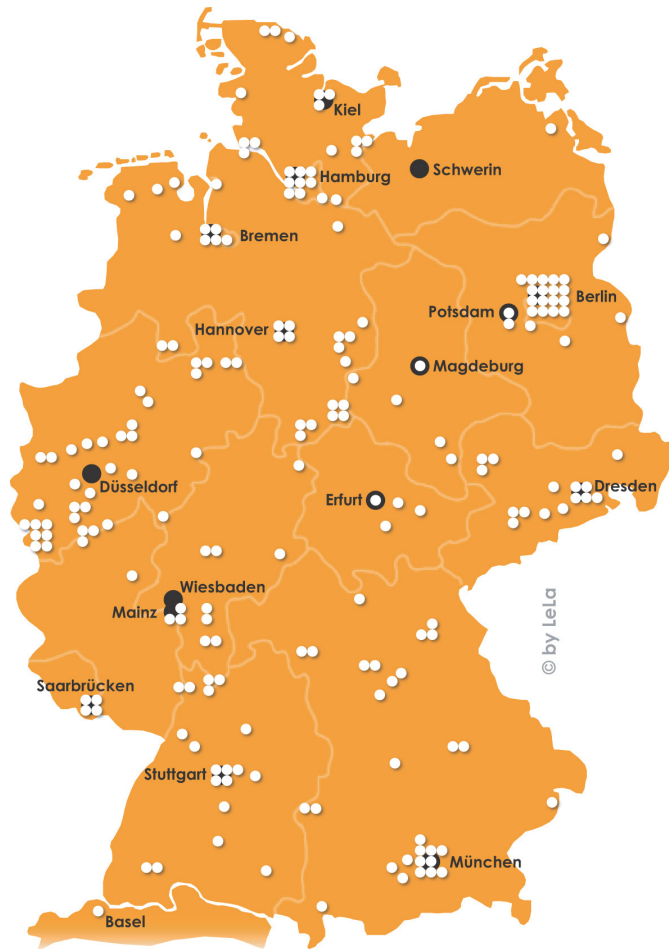 Kiel
Schwerin
Hamburg
Bremen
Berlin
Potsdam
Hannover
Magdeburg
Düsseldorf
Dresden
Erfurt
Wiesbaden
Mainz
© by LeLa
Saarbrücken
Stuttgart
München
Basel